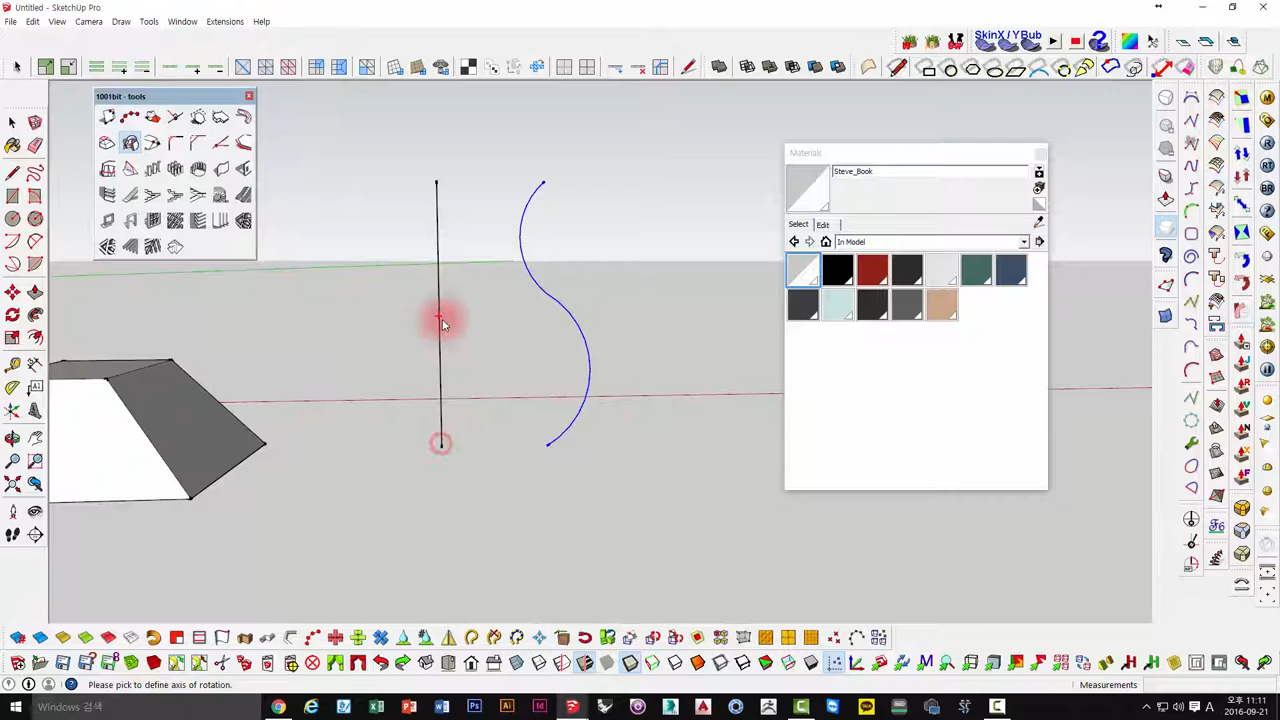 Untitled - SketchUp Pro
File Edit View Camera Draw Tools Window Extensions Help
SkinX / YBub
1001bit - tools
Materials
Steve_Book
Select Edit
In Model
Please pick to define axis of rotation.
Measurements
Windows 검색
오후 11:11
2016-09-21